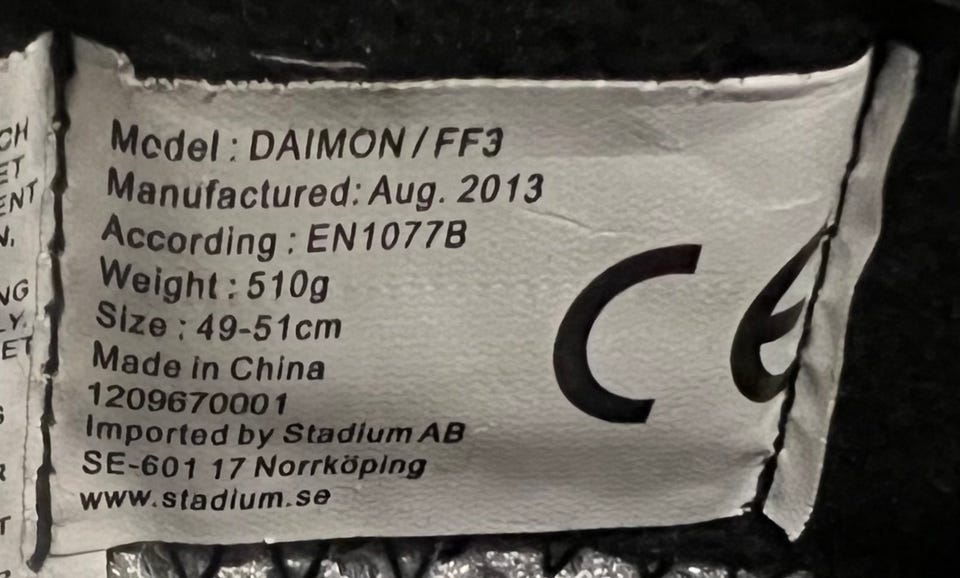 Model : DAIMON/FF3
Manufactured: Aug. 2013
According : EN1077B
Weight : 510g
Size : 49-51cm
Made in China
1209670001
Imported by Stadium AB
SE-601 17 Norrköping
www.stadium.se
CE